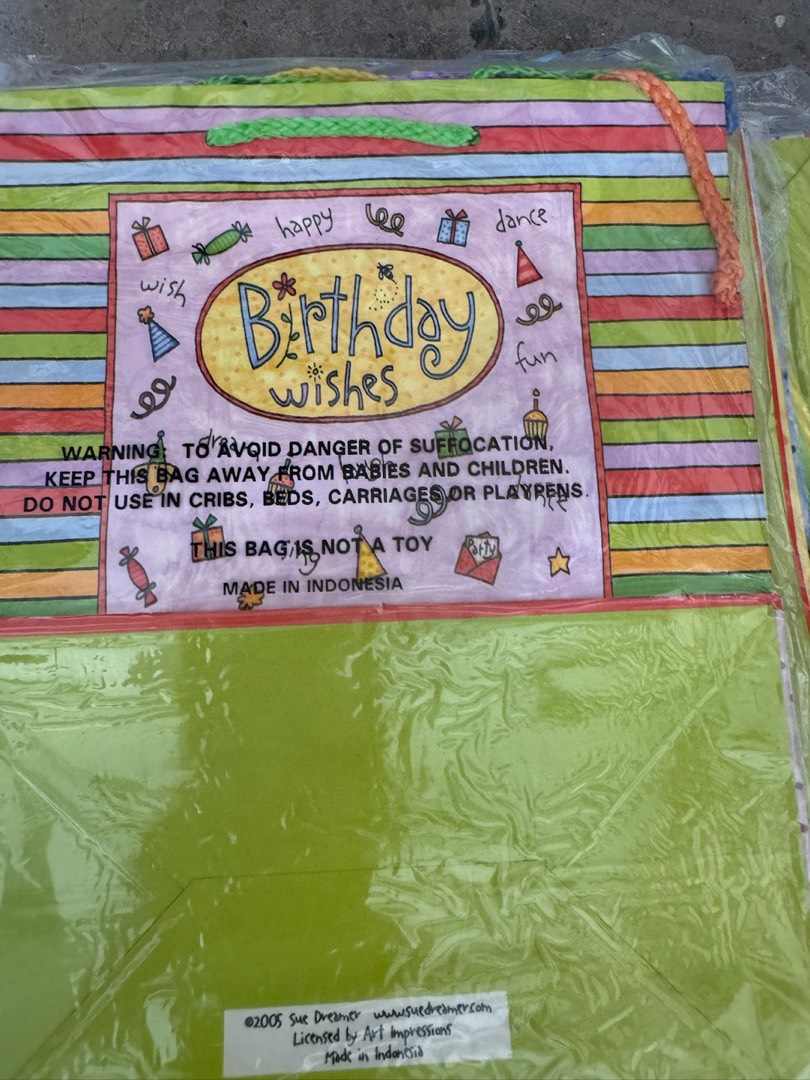 happy
dance
wish
Birthday
wishes
fun
WARNING: TO AVOID DANGER OF SUFFOCATION,
KEEP THIS BAG AWAY FROM BABIES AND CHILDREN.
DO NOT USE IN CRIBS, BEDS, CARRIAGES OR PLAYPENS.
THIS BAG IS NOT A TOY
Party
MADE IN INDONESIA
©2005 Sue Dreamer www.suedreamer.com
Licensed by Art Impressions
Made in Indonesia